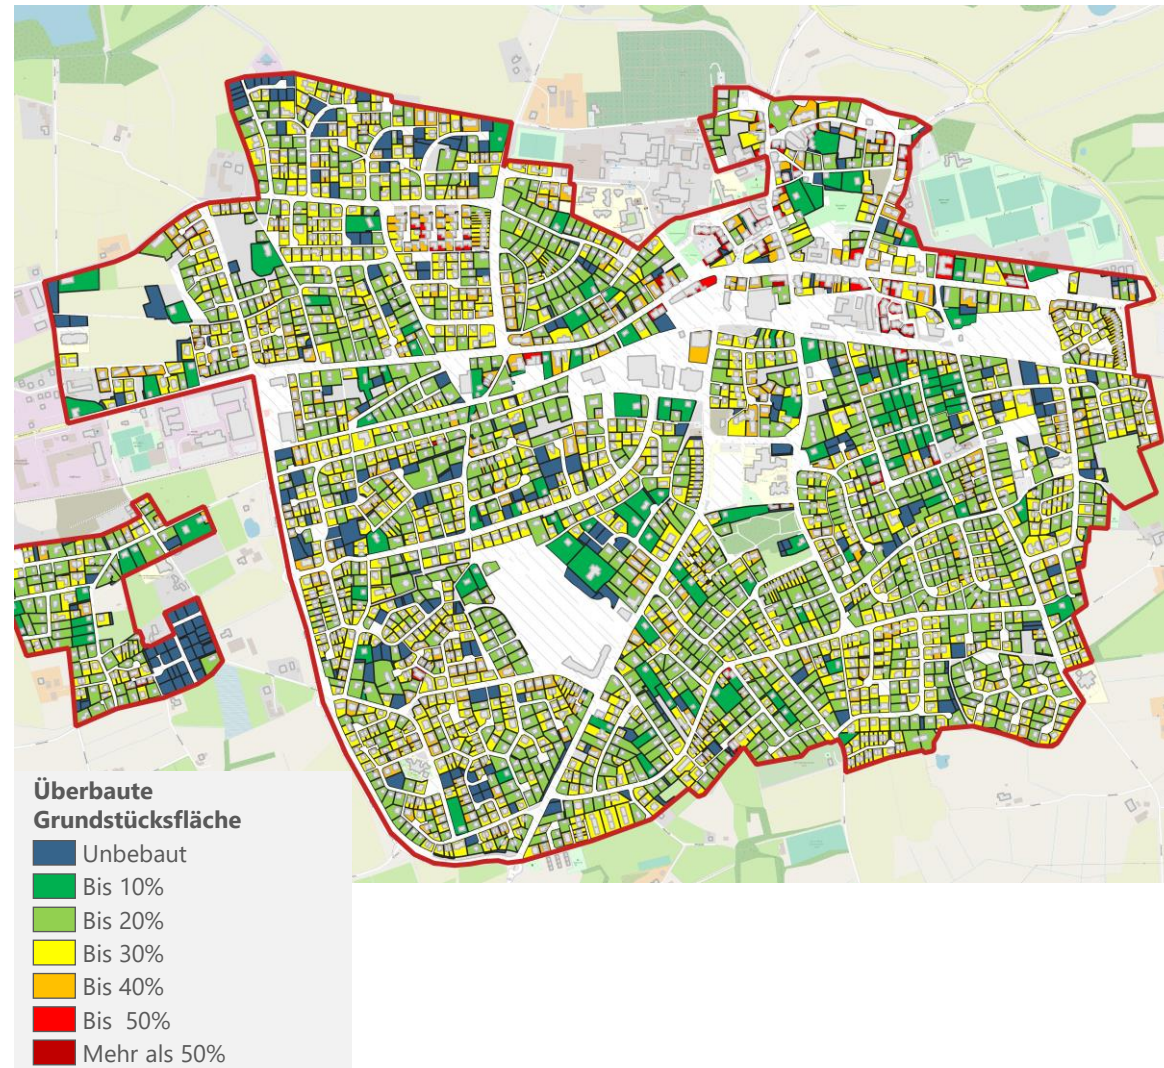 Überbaute
Grundstücksfläche
Unbebaut
Bis 10%
Bis 20%
Bis 30%
Bis 40%
Bis 50%
Mehr als 50%